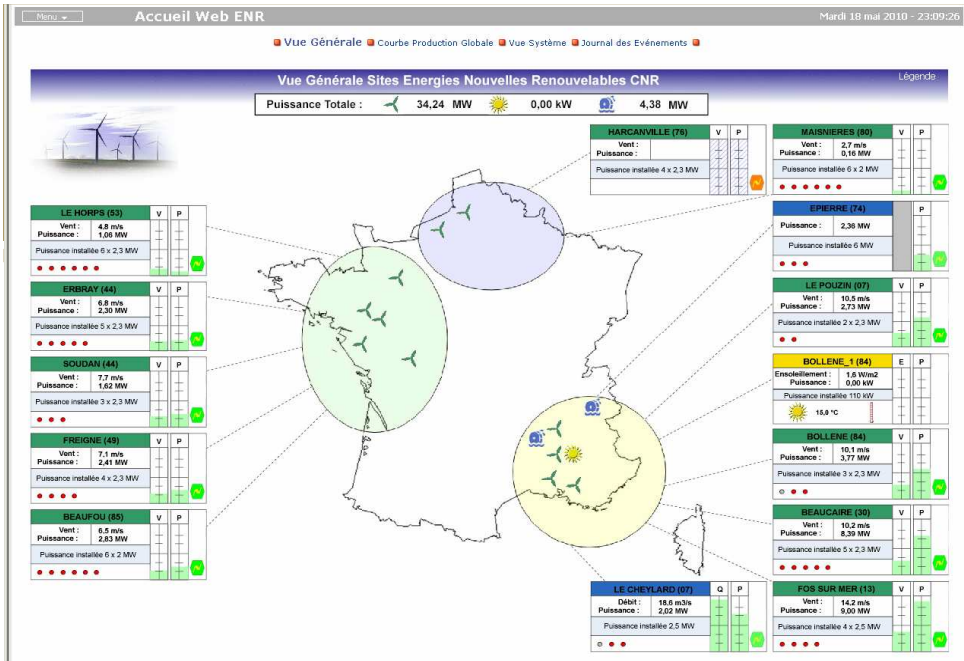 Menu
Accueil Web ENR
Mardi 18 mai 2010 - 23:09:26
Vue Générale Courbe Production Globale Vue Système Journal des Evénements
Vue Générale Sites Energies Nouvelles Renouvelables CNR
Légende
Puissance Totale : 34,24 MW 0,00 kW 4,38 MW
HARCANVILLE (76) V P
Vent :
Puissance :
Puissance installée 4 x 2,3 MW
MAISNIERES (80) V P
Vent : 2,7 m/s
Puissance : 0,16 MW
Puissance installée 6 x 2 MW
LE HORPS (53) V P
Vent : 4,8 m/s
Puissance : 1,06 MW
Puissance installée 6 x 2,3 MW
EPIERRE (74) P
Puissance : 2,36 MW
Puissance installée 6 MW
ERBRAY (44) V P
Vent : 6,8 m/s
Puissance : 2,30 MW
Puissance installée 5 x 2,3 MW
LE POUZIN (07) V P
Vent : 10,5 m/s
Puissance : 2,73 MW
Puissance installée 2 x 2,3 MW
SOUDAN (44) V P
Vent : 7,7 m/s
Puissance : 1,62 MW
Puissance installée 3 x 2,3 MW
BOLLENE_1 (84) E P
Ensoleillement : 1,6 W/m2
Puissance : 0,00 kW
Puissance installée 110 kW
15,9 °C
FREIGNE (49) V P
Vent : 7,1 m/s
Puissance : 2,41 MW
Puissance installée 4 x 2,3 MW
BOLLENE (84) V P
Vent : 10,1 m/s
Puissance : 3,77 MW
Puissance installée 3 x 2,3 MW
BEAUFOU (85) V P
Vent : 6,5 m/s
Puissance : 2,83 MW
Puissance installée 6 x 2 MW
BEAUCAIRE (30) V P
Vent : 10,2 m/s
Puissance : 8,39 MW
Puissance installée 5 x 2,3 MW
LE CHEYLARD (07) Q P
Débit : 18,6 m3/s
Puissance : 2,02 MW
Puissance installée 2,5 MW
FOS SUR MER (13) V P
Vent : 14,2 m/s
Puissance : 9,00 MW
Puissance installée 4 x 2,5 MW